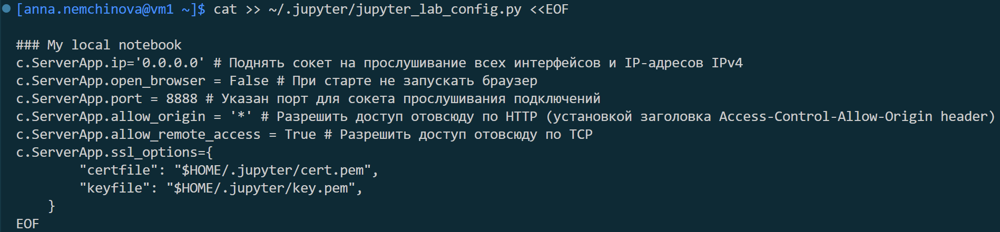 [anna.nemchinova@vm1 ~]$ cat >> ~/.jupyter/jupyter_lab_config.py <<EOF
### My local notebook
c.ServerApp.ip='0.0.0.0' # Поднять сокет на прослушивание всех интерфейсов и IP-адресов IPv4
c.ServerApp.open_browser = False # При старте не запускать браузер
c.ServerApp.port = 8888 # Указан порт для сокета прослушивания подключений
c.ServerApp.allow_origin = '*' # Разрешить доступ отовсюду по HTTP (установкой заголовка Access-Control-Allow-Origin header)
c.ServerApp.allow_remote_access = True # Разрешить доступ отовсюду по TCP
c.ServerApp.ssl_options={
        "certfile": "$HOME/.jupyter/cert.pem",
        "keyfile": "$HOME/.jupyter/key.pem",
    }
EOF